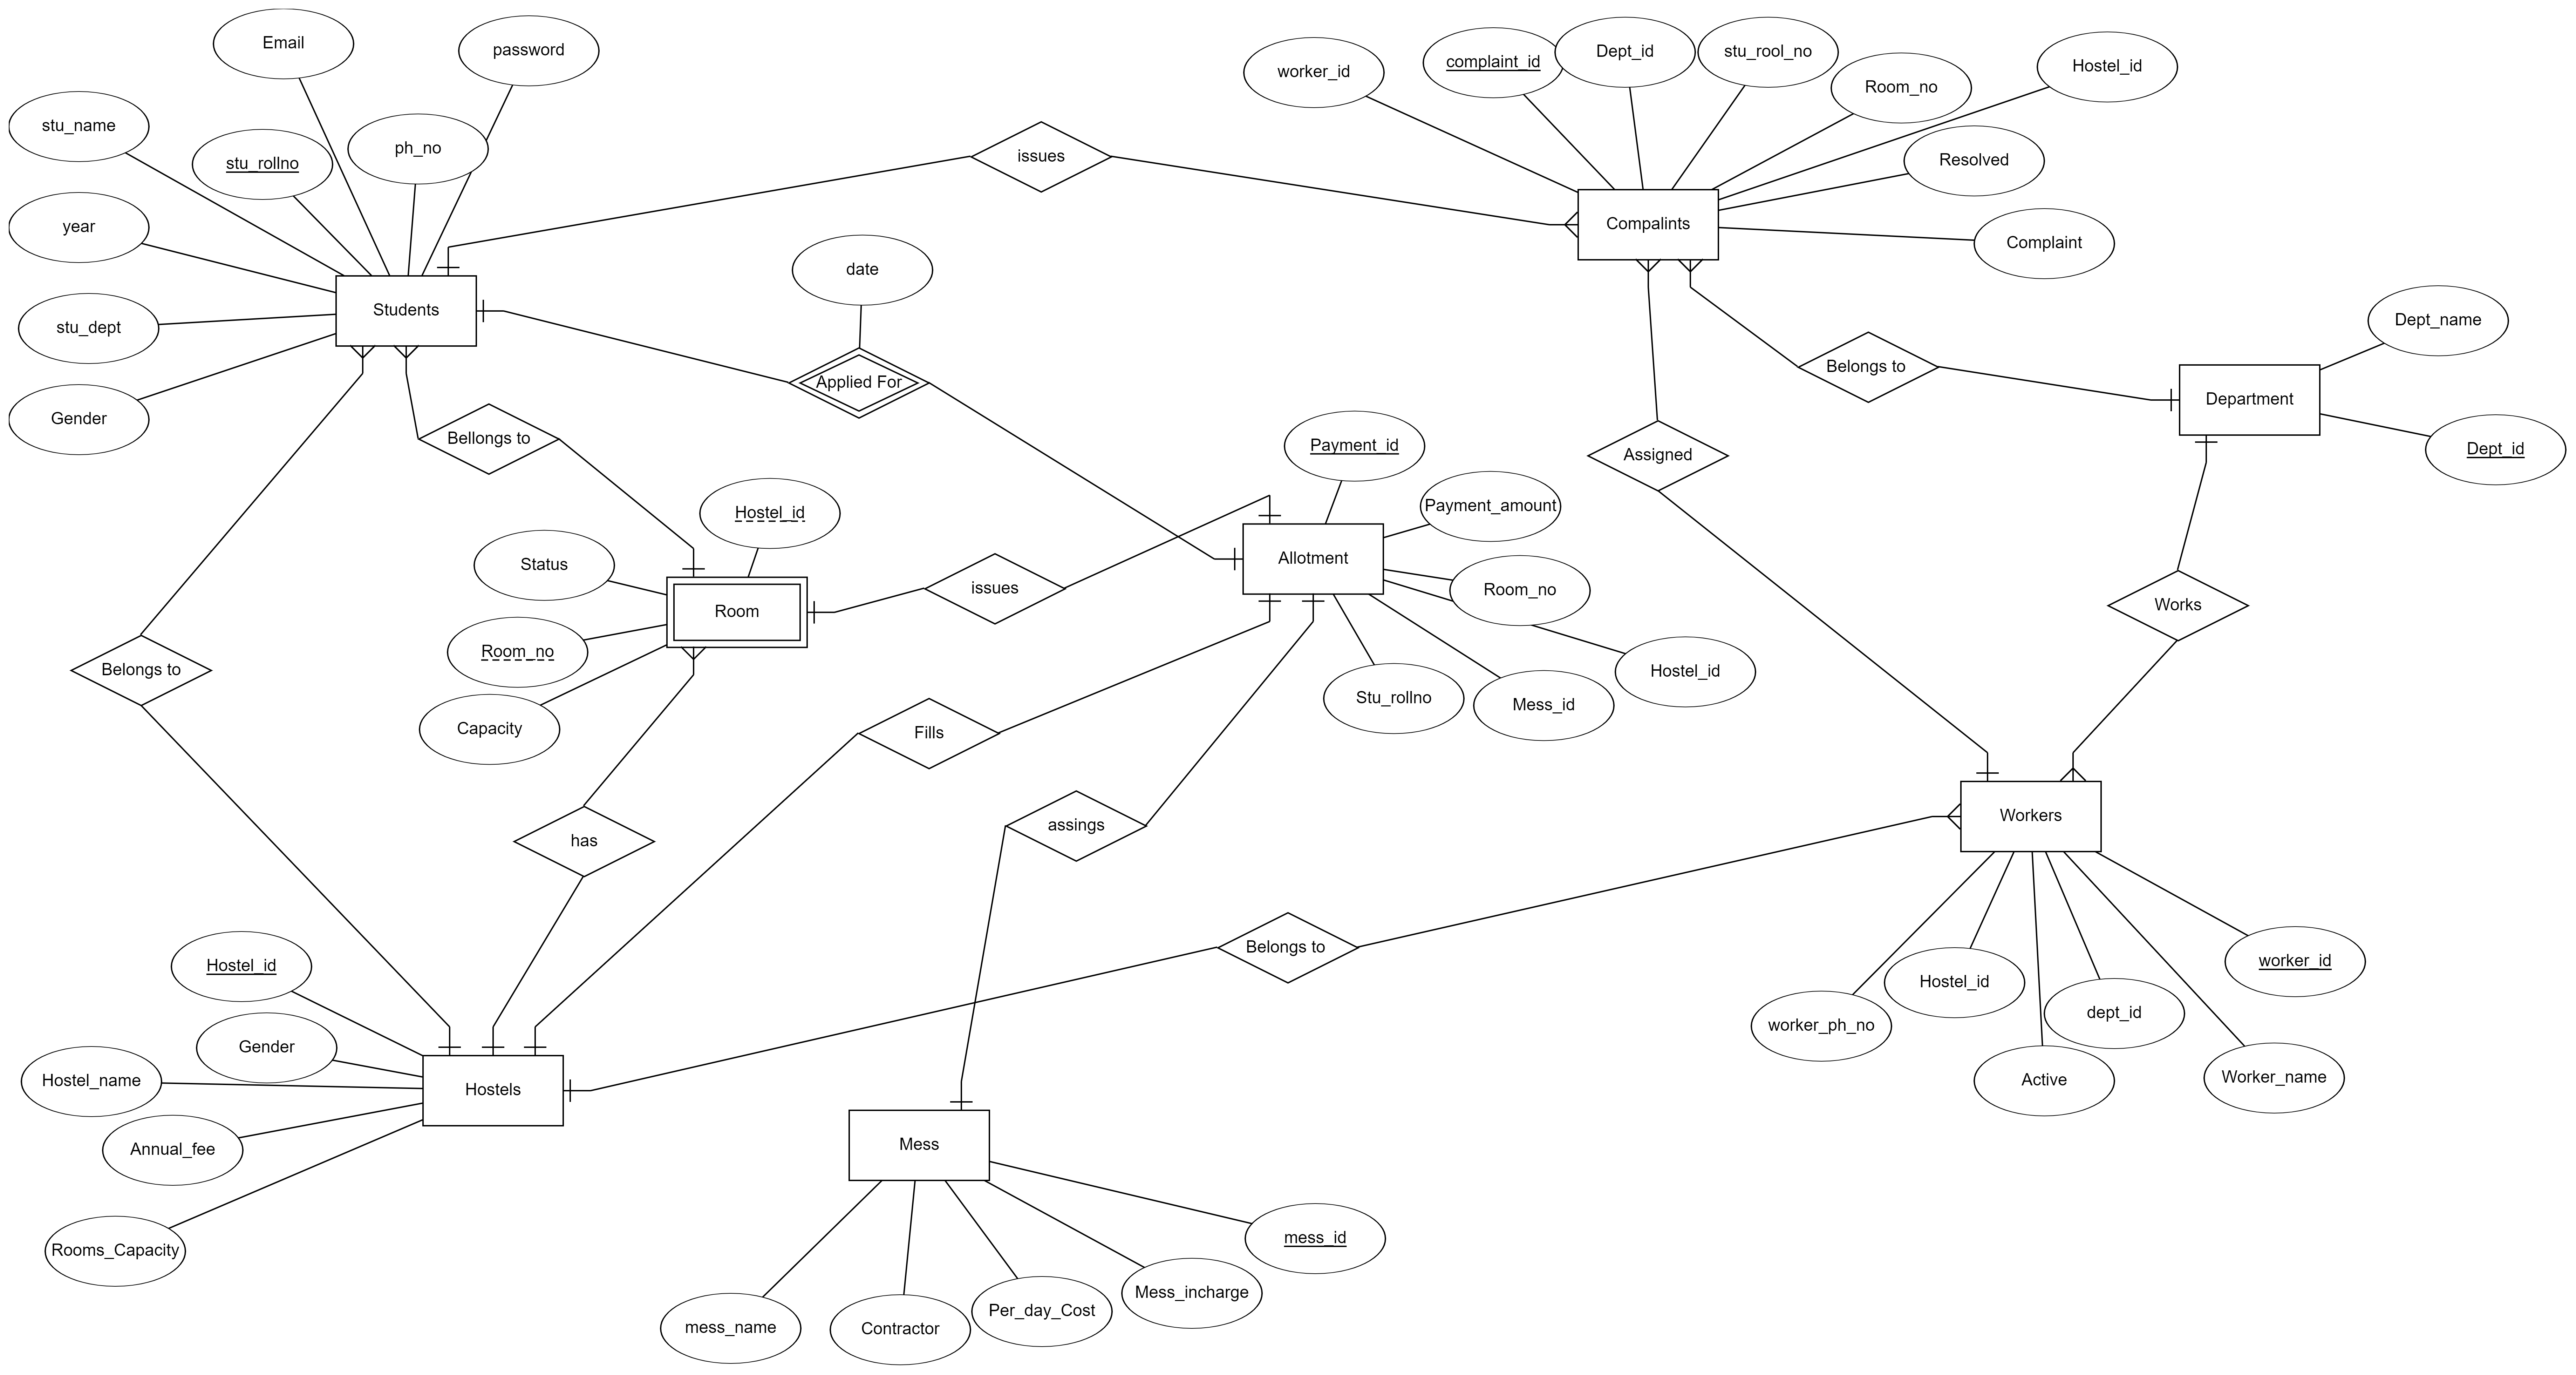 Email
password
stu_name
stu_rollno
ph_no
year
stu_dept
Gender
Students
issues
worker_id
complaint_id
Dept_id
stu_rool_no
Room_no
Hostel_id
Resolved
Complaint
Compalints
date
Applied For
Bellongs to
Belongs to
Dept_name
Department
Dept_id
Assigned
Works
Payment_id
Payment_amount
Allotment
Room_no
Hostel_id
Stu_rollno
Mess_id
Hostel_id
Status
Room
Room_no
Capacity
issues
Belongs to
Fills
has
assings
Workers
Belongs to
worker_id
Hostel_id
dept_id
worker_ph_no
Active
Worker_name
Hostel_id
Gender
Hostel_name
Annual_fee
Rooms_Capacity
Hostels
Mess
mess_id
Mess_incharge
Per_day_Cost
Contractor
mess_name